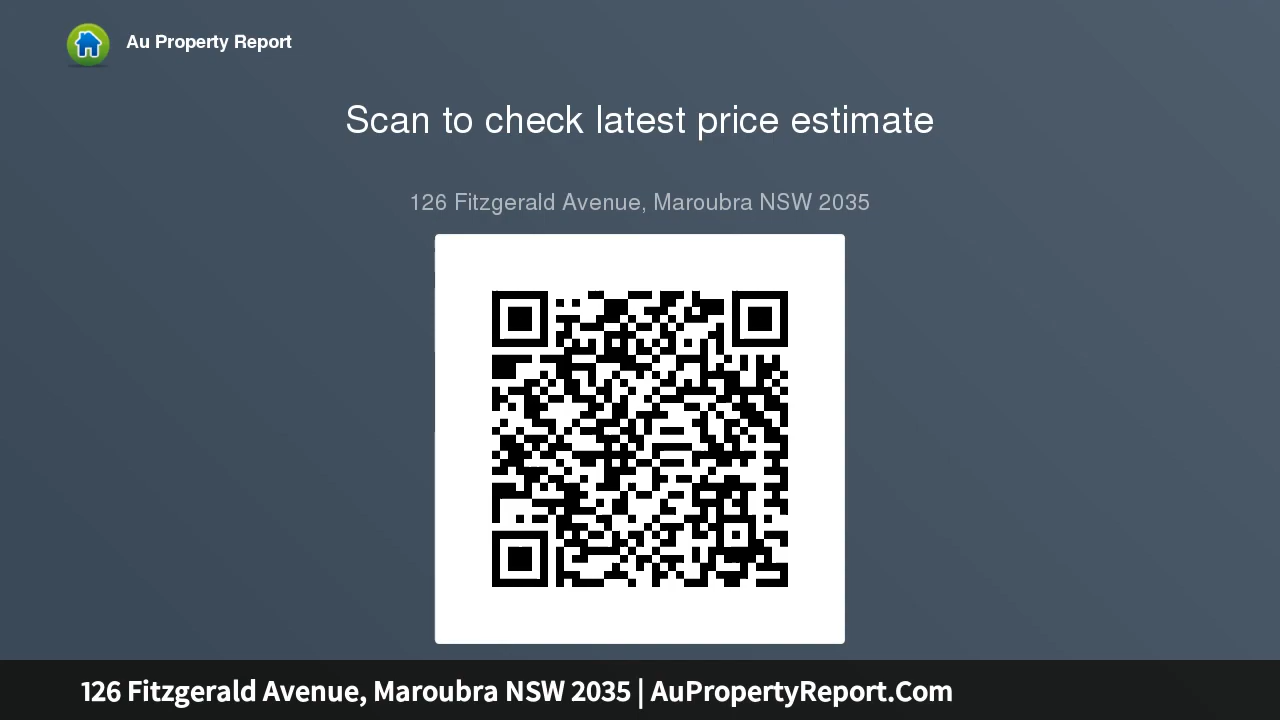 Au Property Report
Scan to check latest price estimate
126 Fitzgerald Avenue, Maroubra NSW 2035
126 Fitzgerald Avenue, Maroubra NSW 2035 | AuPropertyReport.Com